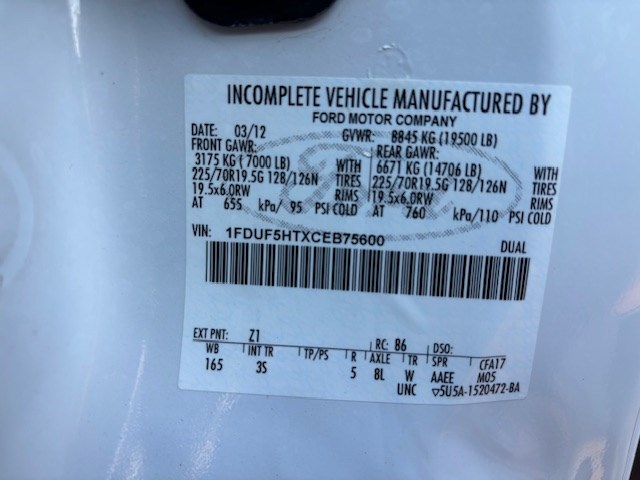 INCOMPLETE VEHICLE MANUFACTURED BY
FORD MOTOR COMPANY
DATE: 03/12 GVWR: 8845 KG (19500 LB)
FRONT GAWR: REAR GAWR:
3175 KG (7000 LB) WITH 6671 KG (14706 LB) WITH
225/70R19.5G 128/126N TIRES 225/70R19.5G 128/126N TIRES
19.5x6.0RW RIMS 19.5x6.0RW RIMS
AT 655 kPa/ 95 PSI COLD AT 760 kPa/110 PSI COLD
VIN: 1FDUF5HTXCEB75600 DUAL
EXT PNT: Z1 RC: 86 DSO:
WB INT TR TP/PS R AXLE TR SPR CFA17
165 3S 5 8L W AAEE M05
UNC ▽5U5A-1520472-BA